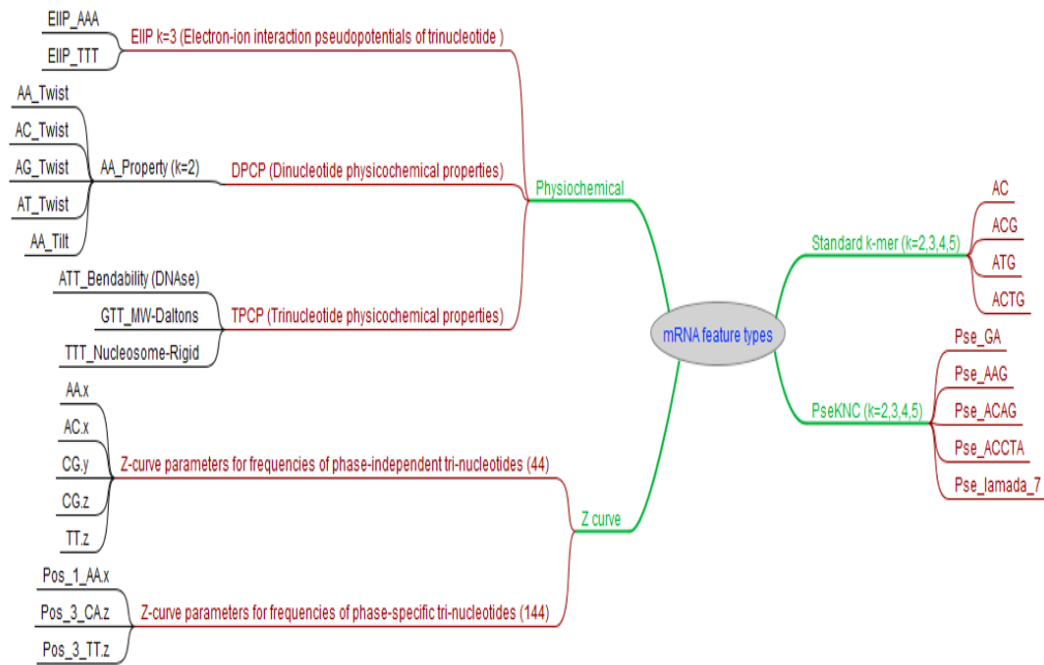 EIIP_AAA
EIIP_TTT
EIIP k=3 (Electron-ion interaction pseudopotentials of trinucleotide )
AA_Twist
AC_Twist
AG_Twist
AT_Twist
AA_Tilt
AA_Property (k=2)
DPCP (Dinucleotide physicochemical properties)
ATT_Bendability (DNAse)
GTT_MW-Daltons
TTT_Nucleosome-Rigid
TPCP (Trinucleotide physicochemical properties)
Physiochemical
AA.x
AC.x
CG.y
CG.z
TT.z
Z-curve parameters for frequencies of phase-independent tri-nucleotides (44)
Pos_1_AA.x
Pos_3_CA.z
Pos_3_TT.z
Z-curve parameters for frequencies of phase-specific tri-nucleotides (144)
Z curve
mRNA feature types
Standard k-mer (k=2,3,4,5)
AC
ACG
ATG
ACTG
PseKNC (k=2,3,4,5)
Pse_GA
Pse_AAG
Pse_ACAG
Pse_ACCTA
Pse_lamada_7